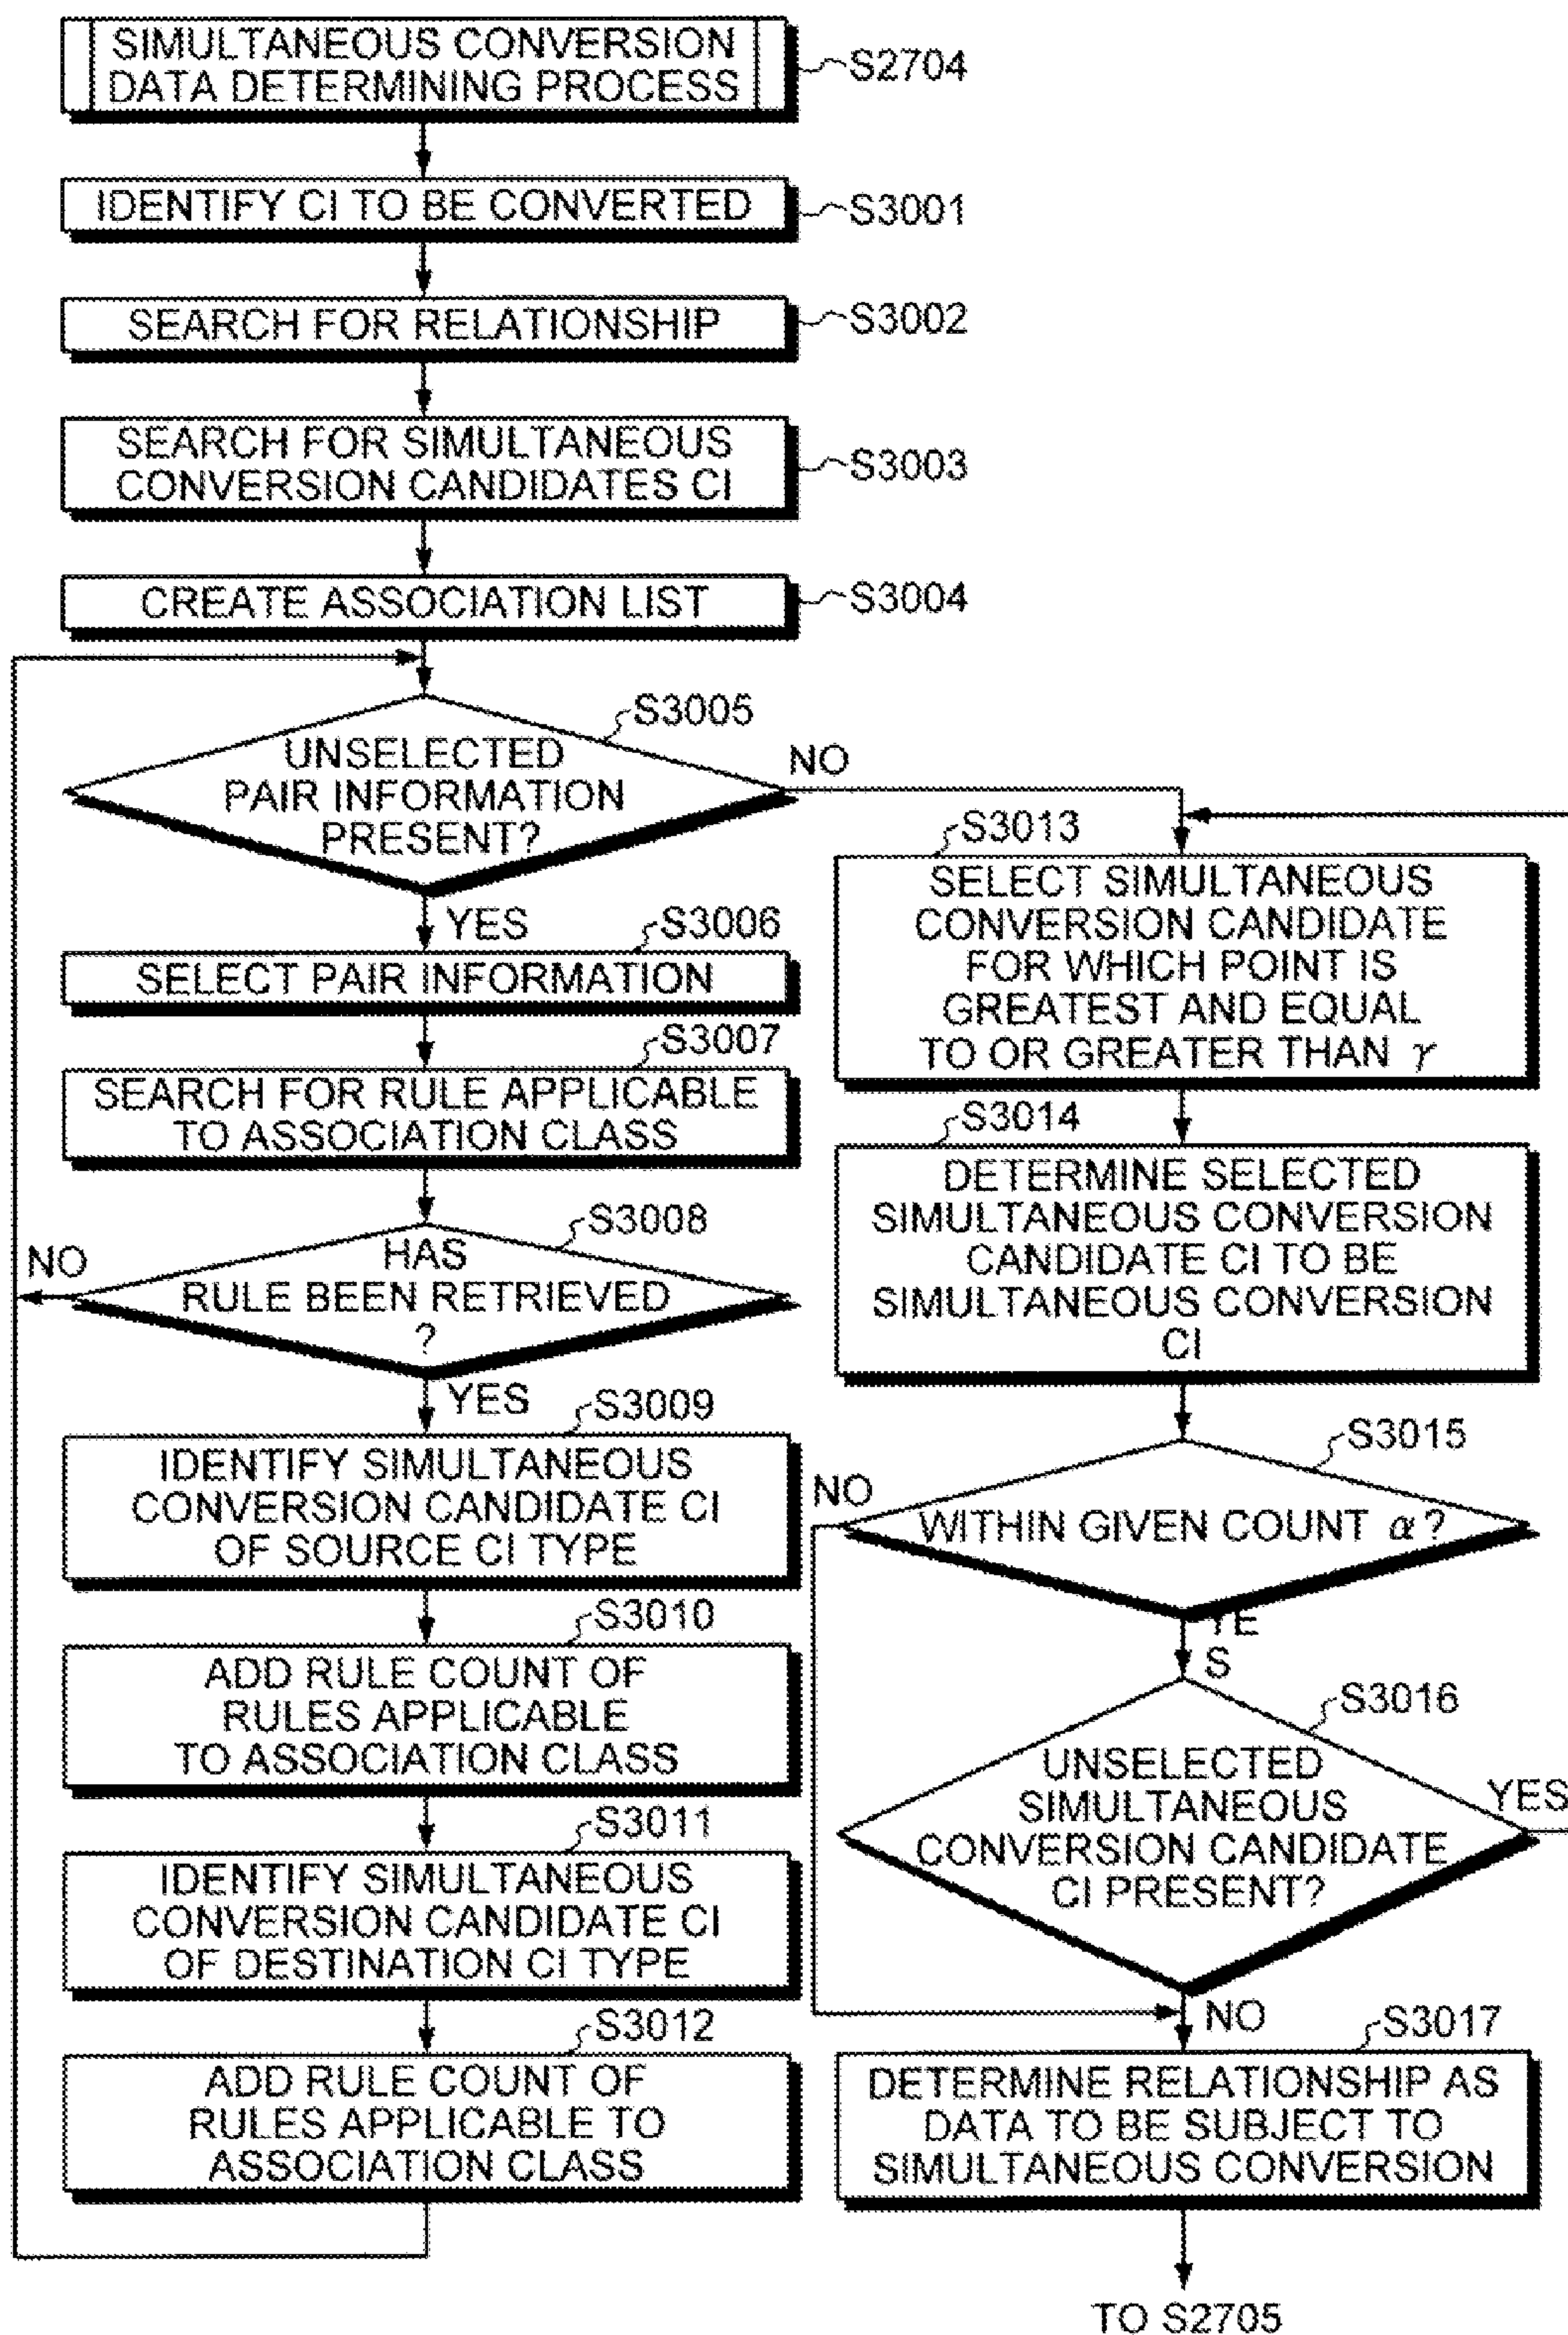 SIMULTANEOUS CONVERSION
DATA DETERMINING PROCESS
S2704
IDENTIFY CI TO BE CONVERTED
S3001
SEARCH FOR RELATIONSHIP
S3002
SEARCH FOR SIMULTANEOUS
CONVERSION CANDIDATES CI
S3003
CREATE ASSOCIATION LIST
S3004
S3005
UNSELECTED
PAIR INFORMATION
PRESENT?
NO
YES
S3006
SELECT PAIR INFORMATION
S3007
SEARCH FOR RULE APPLICABLE
TO ASSOCIATION CLASS
S3008
HAS
RULE BEEN RETRIEVED
?
NO
YES
S3009
IDENTIFY SIMULTANEOUS
CONVERSION CANDIDATE CI
OF SOURCE CI TYPE
S3010
ADD RULE COUNT OF
RULES APPLICABLE
TO ASSOCIATION CLASS
S3011
IDENTIFY SIMULTANEOUS
CONVERSION CANDIDATE CI
OF DESTINATION CI TYPE
S3012
ADD RULE COUNT OF
RULES APPLICABLE TO
ASSOCIATION CLASS
S3013
SELECT SIMULTANEOUS
CONVERSION CANDIDATE
FOR WHICH POINT IS
GREATEST AND EQUAL
TO OR GREATER THAN γ
S3014
DETERMINE SELECTED
SIMULTANEOUS CONVERSION
CANDIDATE CI TO BE
SIMULTANEOUS CONVERSION
CI
S3015
NO
WITHIN GIVEN COUNT α?
YE
S
S3016
UNSELECTED
SIMULTANEOUS
CONVERSION CANDIDATE
CI PRESENT?
YES
NO
S3017
DETERMINE RELATIONSHIP AS
DATA TO BE SUBJECT TO
SIMULTANEOUS CONVERSION
TO S2705